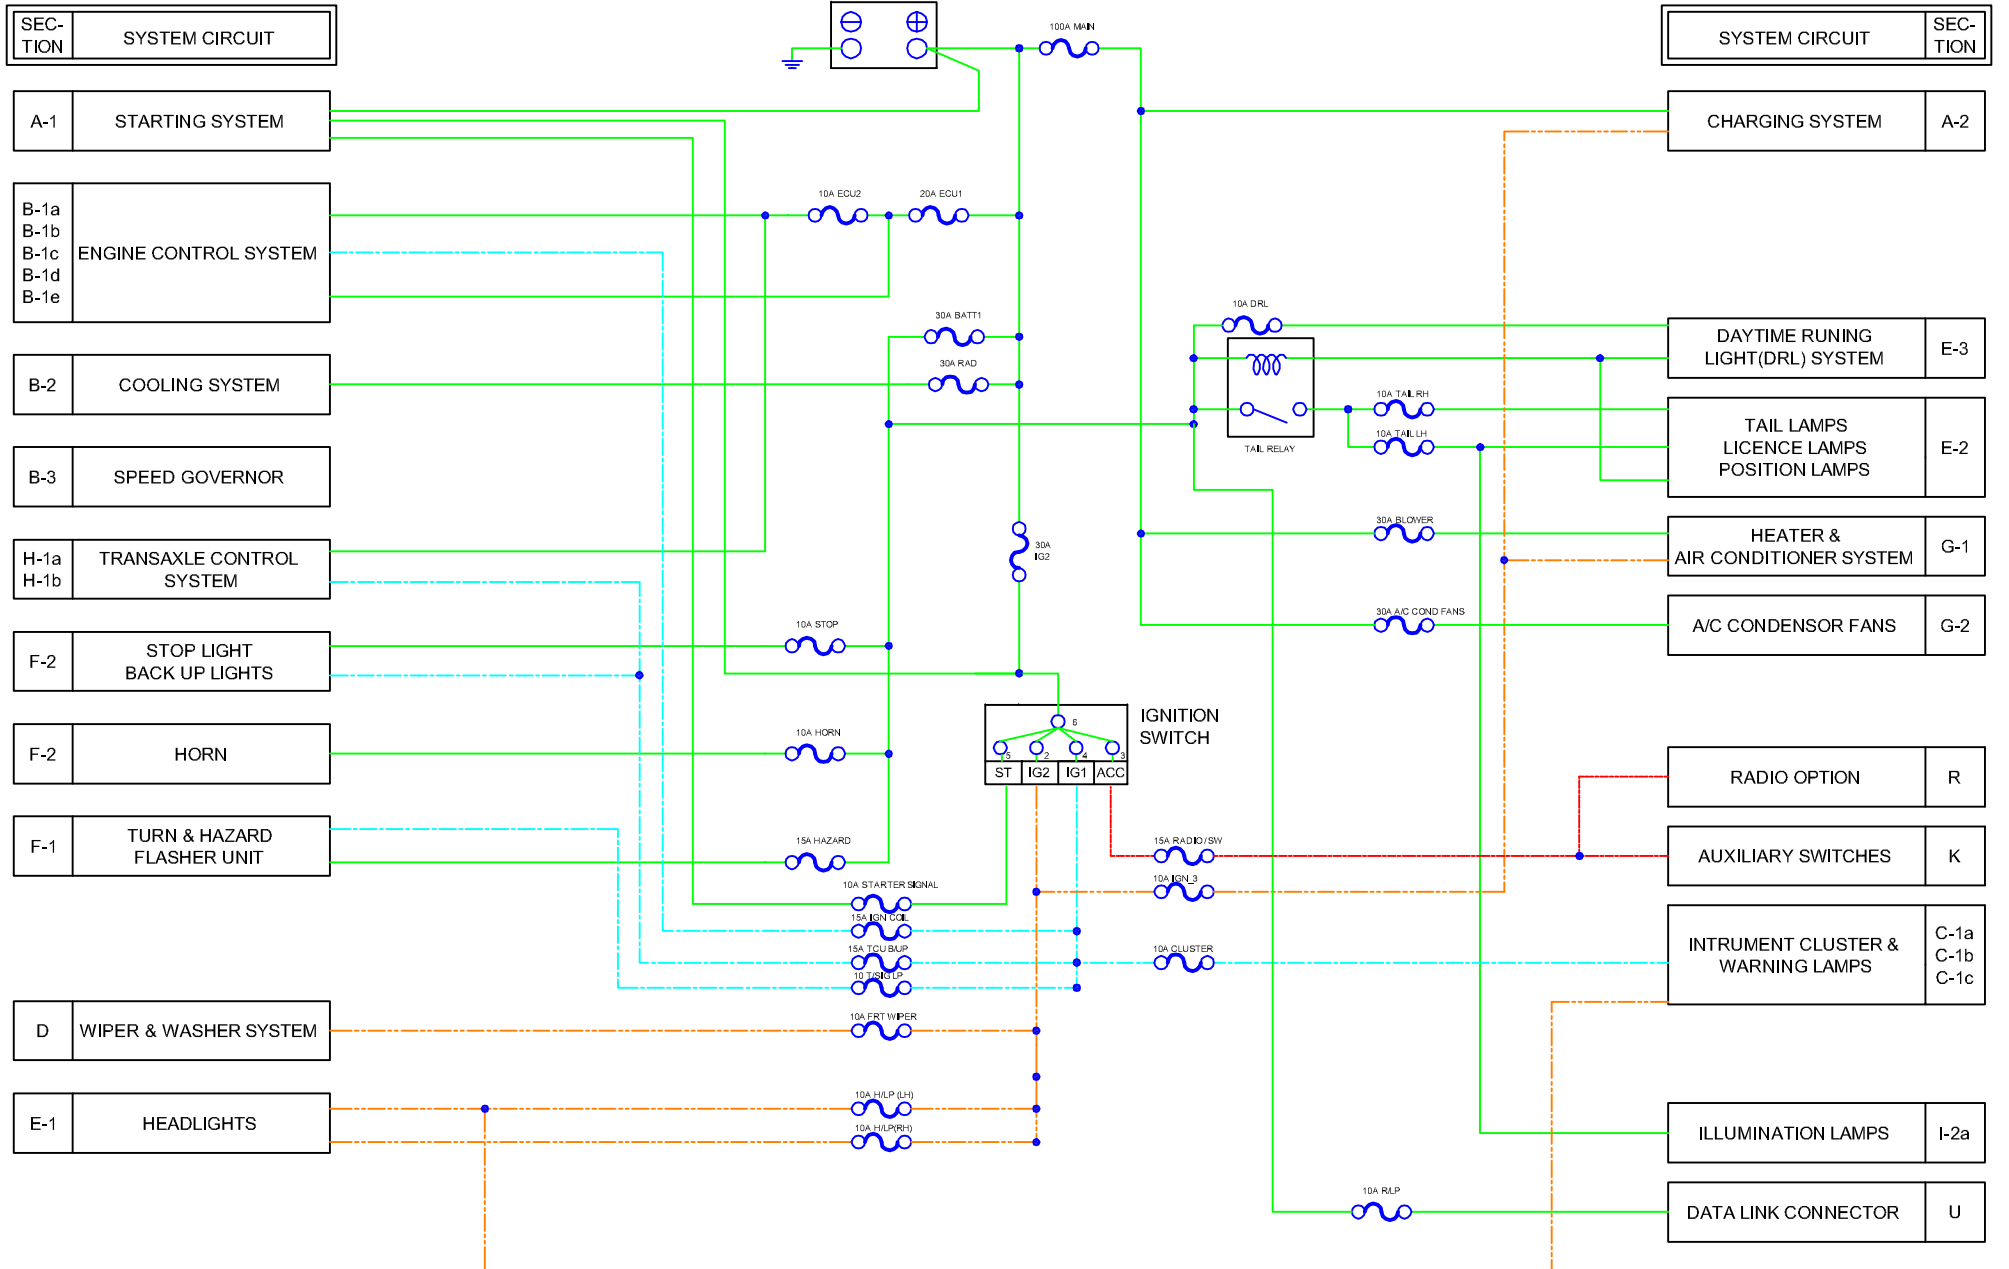 SEC-
TION
SYSTEM CIRCUIT
A-1
STARTING SYSTEM
B-1a
B-1b
B-1c
B-1d
B-1e
ENGINE CONTROL SYSTEM
B-2
COOLING SYSTEM
B-3
SPEED GOVERNOR
H-1a
H-1b
TRANSAXLE CONTROL
SYSTEM
F-2
STOP LIGHT
BACK UP LIGHTS
F-2
HORN
F-1
TURN & HAZARD
FLASHER UNIT
D
WIPER & WASHER SYSTEM
E-1
HEADLIGHTS
100A MAIN
10A ECU2
20A ECU1
30A BATT1
30A RAD
30A
IG2
10A STOP
10A HORN
15A HAZARD
10A STARTER SIGNAL
15A IGN COIL
15A TCU B/UP
10 T/SIG LP
10A FRT WIPER
10A H/LP (LH)
10A H/LP(RH)
IGNITION
SWITCH
6
5
2
4
3
ST
IG2
IG1
ACC
15A RADIO/SW
10A IGN_3
10A CLUSTER
10A DRL
TAIL RELAY
10A TAIL RH
10A TAIL LH
30A BLOWER
30A A/C COND FANS
10A R/LP
SYSTEM CIRCUIT
SEC-
TION
CHARGING SYSTEM
A-2
DAYTIME RUNING
LIGHT(DRL) SYSTEM
E-3
TAIL LAMPS
LICENCE LAMPS
POSITION LAMPS
E-2
HEATER &
AIR CONDITIONER SYSTEM
G-1
A/C CONDENSOR FANS
G-2
RADIO OPTION
R
AUXILIARY SWITCHES
K
INTRUMENT CLUSTER &
WARNING LAMPS
C-1a
C-1b
C-1c
ILLUMINATION LAMPS
I-2a
DATA LINK CONNECTOR
U